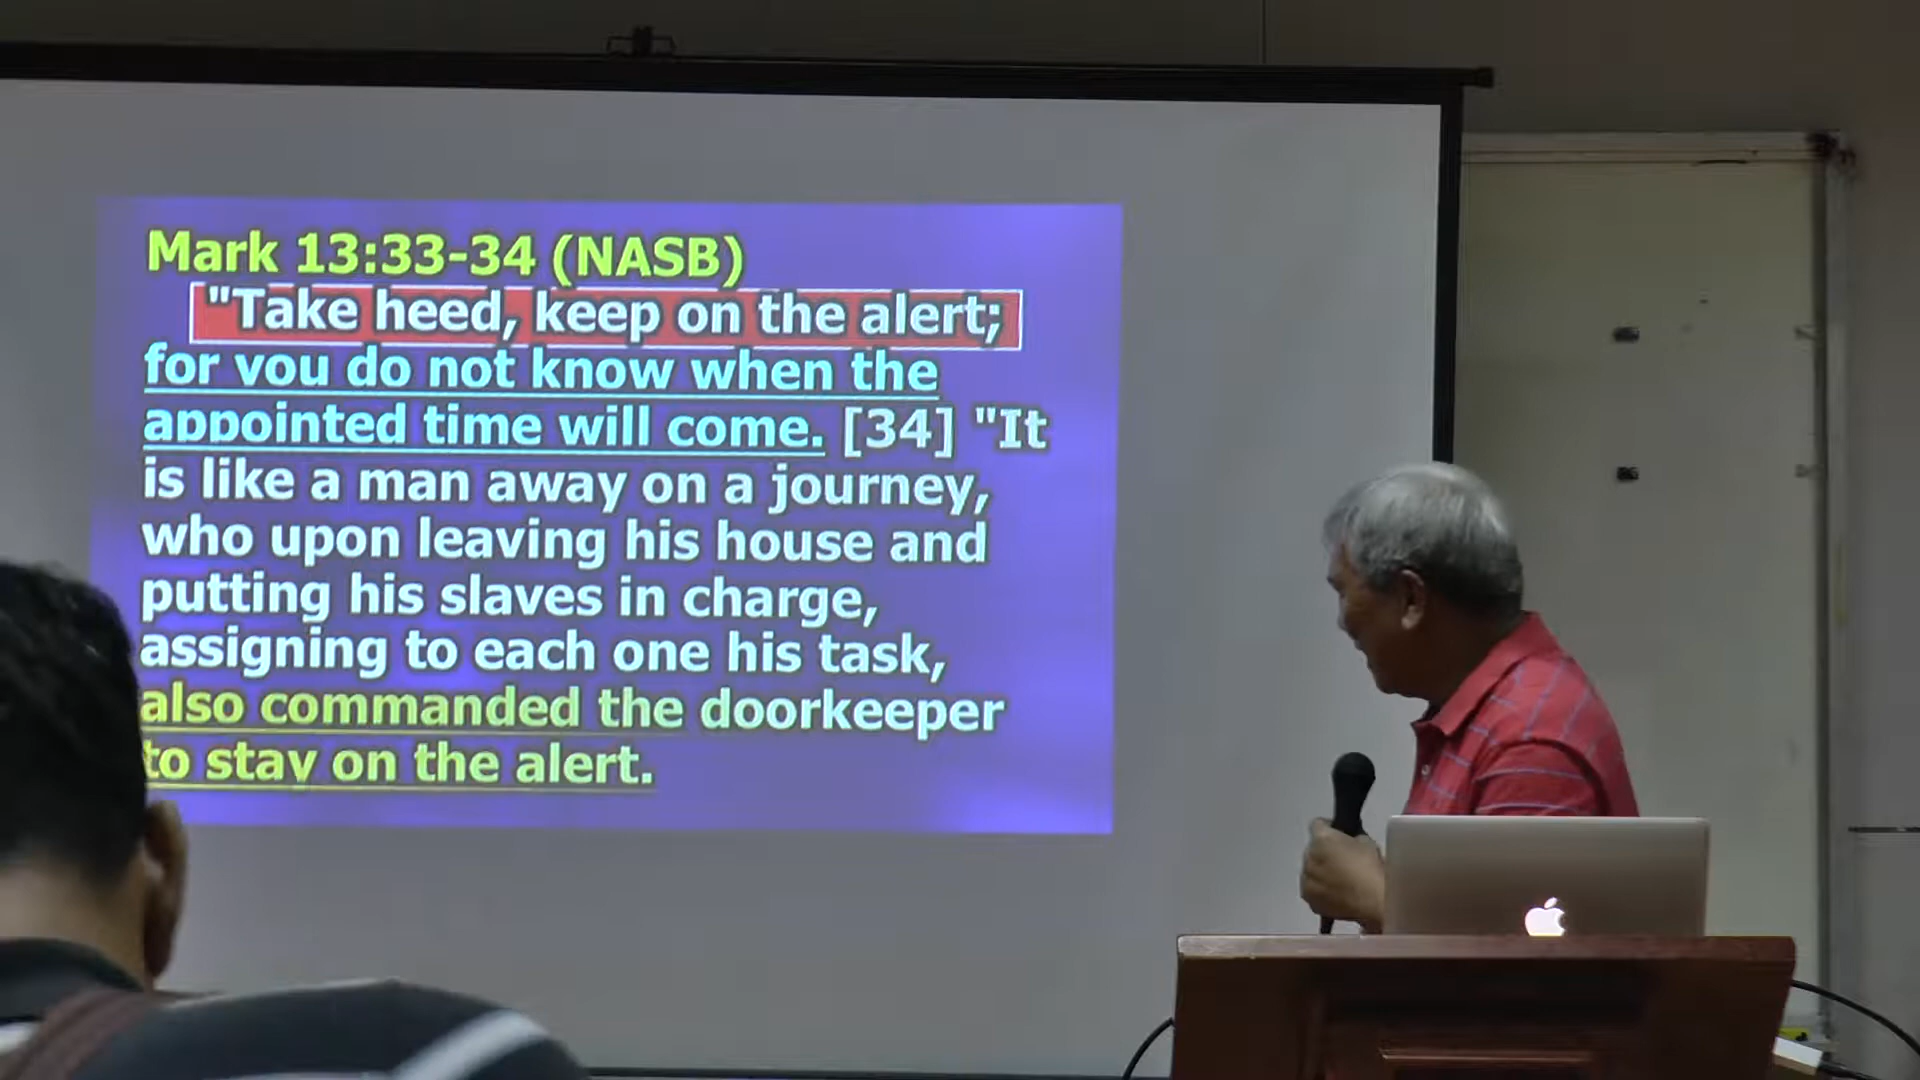 Mark 13:33-34 (NASB)
"Take heed, keep on the alert;
for you do not know when the
appointed time will come. [34] "It
is like a man away on a journey,
who upon leaving his house and
putting his slaves in charge,
assigning to each one his task,
also commanded the doorkeeper
to stay on the alert.